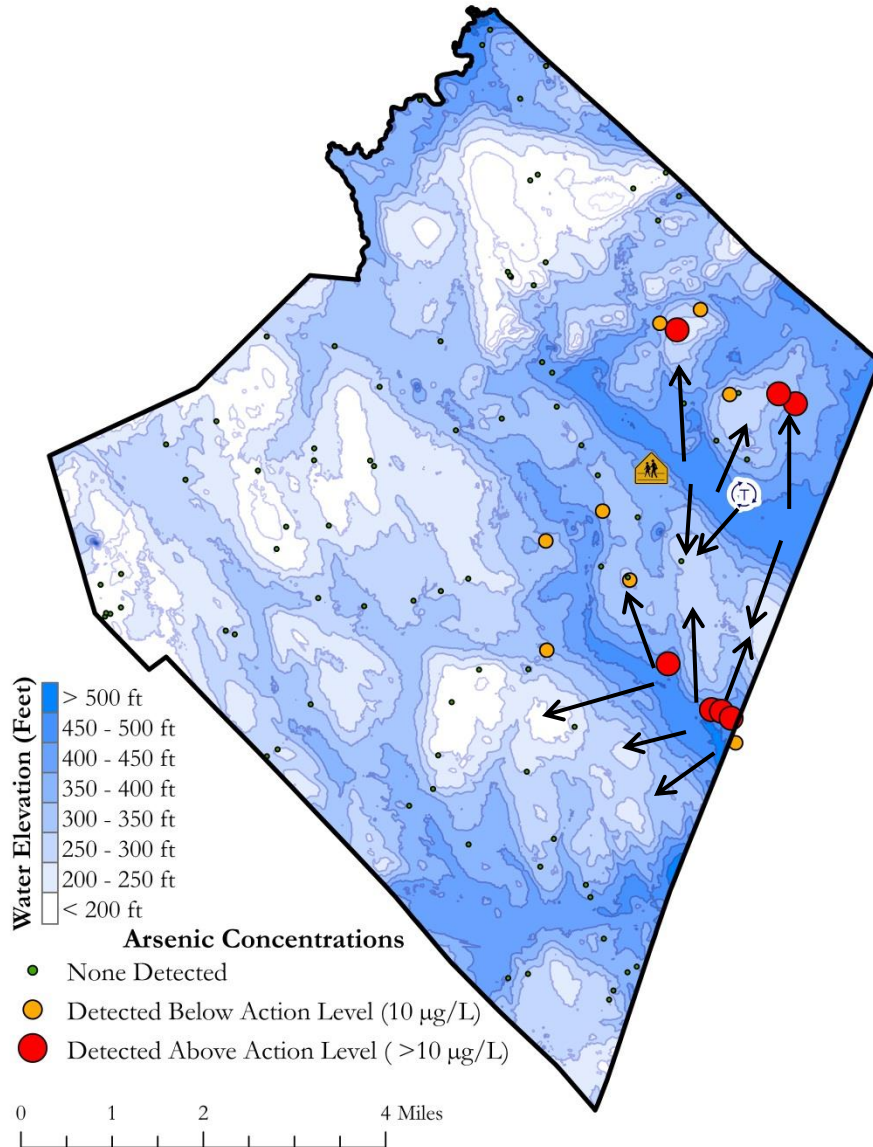 T
Water Elevation (Feet)
> 500 ft
450 - 500 ft
400 - 450 ft
350 - 400 ft
300 - 350 ft
250 - 300 ft
200 - 250 ft
< 200 ft
Arsenic Concentrations
None Detected
Detected Below Action Level (10 µg/L)
Detected Above Action Level ( >10 µg/L)
0 1 2 4 Miles